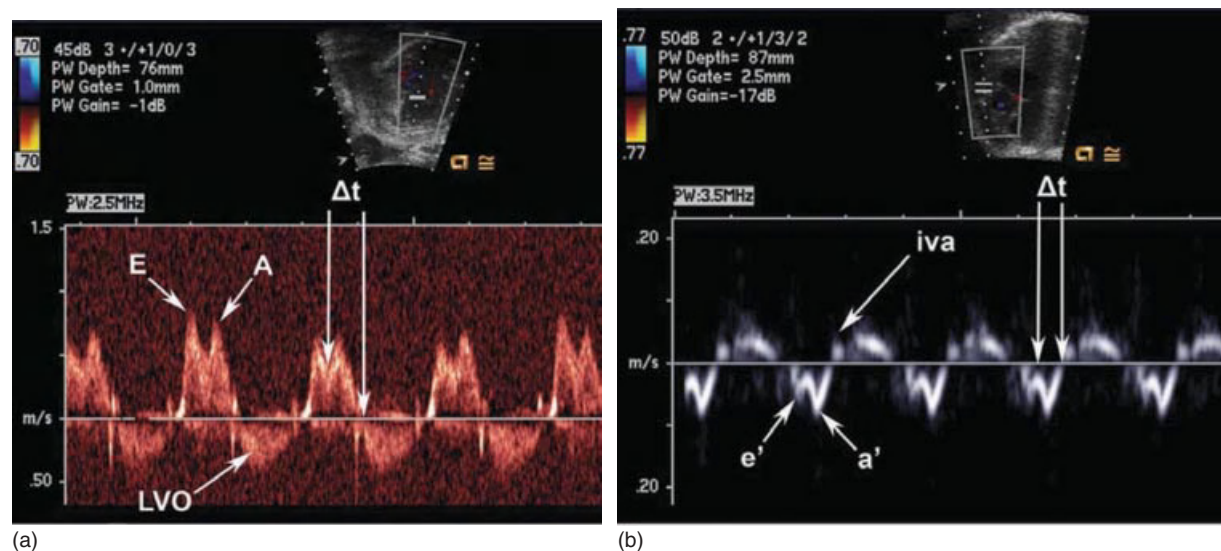 .70
.70
45dB 3 •/+1/0/ 3
PW Depth= 76mm
PW Gate= 1.0mm
PW Gain= -1dB
PW:2.5MHz
Δt
1.5
E
A
m/s
.50
LVO
(a)
.77
.77
50dB 2 •/+1/3/ 2
PW Depth= 87mm
PW Gate= 2.5mm
PW Gain=-17dB
PW:3.5MHz
Δt
.20
iva
m/s
e'
a'
.20
(b)